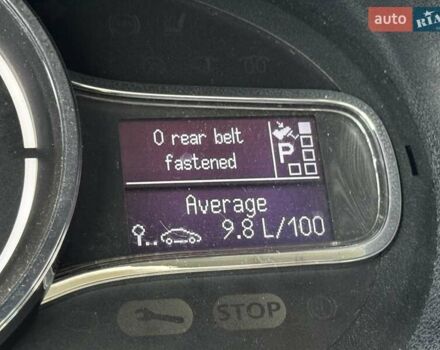 auto RIA
0 rear belt
fastened
P
Average
9.8 L/100
STOP